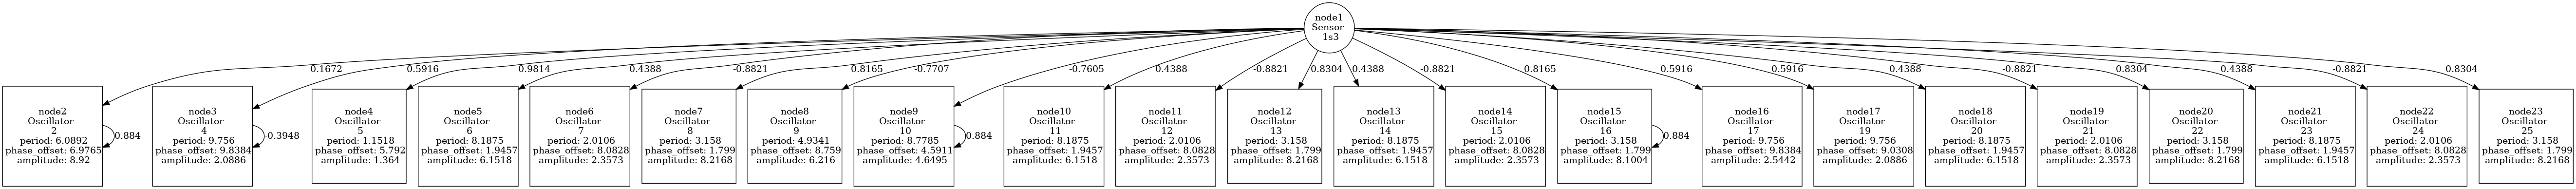 node1
Sensor
1s3
0.1672
0.5916
0.9814
0.4388
-0.8821
0.8165
-0.7707
-0.7605
0.4388
-0.8821
0.8304
0.4388
-0.8821
0.8165
0.5916
0.5916
0.4388
-0.8821
0.8304
0.4388
-0.8821
0.8304
node2
Oscillator
2
period: 6.0892
phase_offset: 6.9765
amplitude: 8.92
0.884
node3
Oscillator
4
period: 9.756
phase_offset: 9.8384
amplitude: 2.0886
-0.3948
node4
Oscillator
5
period: 1.1518
phase_offset: 5.792
amplitude: 1.364
node5
Oscillator
6
period: 8.1875
phase_offset: 1.9457
amplitude: 6.1518
node6
Oscillator
7
period: 2.0106
phase_offset: 8.0828
amplitude: 2.3573
node7
Oscillator
8
period: 3.158
phase_offset: 1.799
amplitude: 8.2168
node8
Oscillator
9
period: 4.9341
phase_offset: 8.759
amplitude: 6.216
node9
Oscillator
10
period: 8.7785
phase_offset: 4.5911
amplitude: 4.6495
0.884
node10
Oscillator
11
period: 8.1875
phase_offset: 1.9457
amplitude: 6.1518
node11
Oscillator
12
period: 2.0106
phase_offset: 8.0828
amplitude: 2.3573
node12
Oscillator
13
period: 3.158
phase_offset: 1.799
amplitude: 8.2168
node13
Oscillator
14
period: 8.1875
phase_offset: 1.9457
amplitude: 6.1518
node14
Oscillator
15
period: 2.0106
phase_offset: 8.0828
amplitude: 2.3573
node15
Oscillator
16
period: 3.158
phase_offset: 1.799
amplitude: 8.1004
0.884
node16
Oscillator
17
period: 9.756
phase_offset: 9.8384
amplitude: 2.5442
node17
Oscillator
19
period: 9.756
phase_offset: 9.0308
amplitude: 2.0886
node18
Oscillator
20
period: 8.1875
phase_offset: 1.9457
amplitude: 6.1518
node19
Oscillator
21
period: 2.0106
phase_offset: 8.0828
amplitude: 2.3573
node20
Oscillator
22
period: 3.158
phase_offset: 1.799
amplitude: 8.2168
node21
Oscillator
23
period: 8.1875
phase_offset: 1.9457
amplitude: 6.1518
node22
Oscillator
24
period: 2.0106
phase_offset: 8.0828
amplitude: 2.3573
node23
Oscillator
25
period: 3.158
phase_offset: 1.799
amplitude: 8.2168